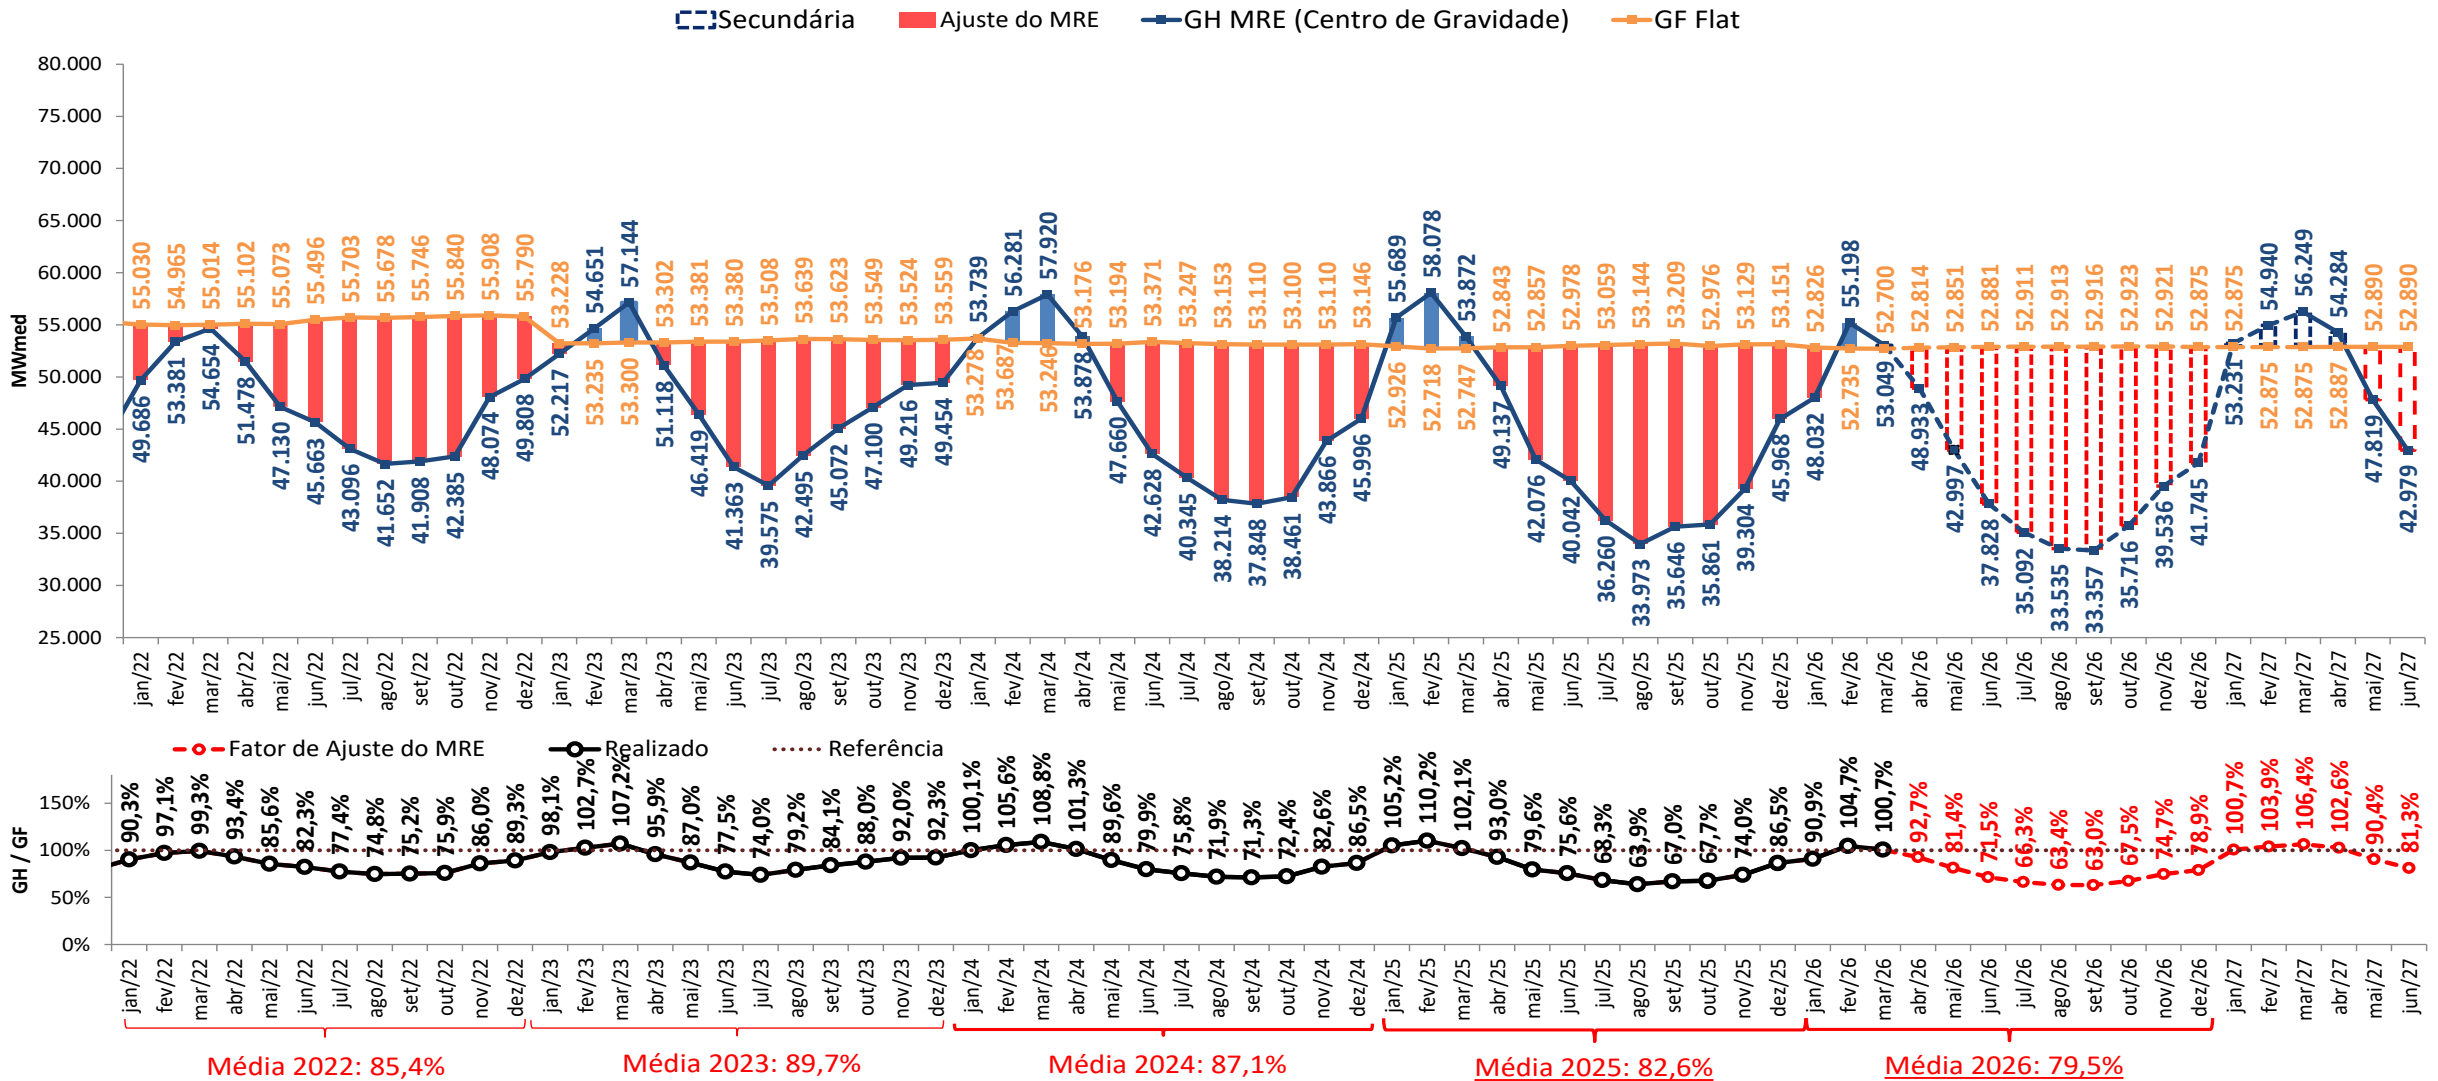 Secundária Ajuste do MRE GH MRE (Centro de Gravidade) GF Flat
MWmed
80.000
75.000
70.000
65.000
60.000
55.000
50.000
45.000
40.000
35.000
30.000
25.000
55.030 54.965 55.014 55.102 55.073 55.496 55.703 55.678 55.746 55.840 55.908 55.790 53.228 54.651 57.144 53.302 53.381 53.380 53.508 53.639 53.623 53.549 53.524 53.559 53.739 56.281 57.920 53.176 53.194 53.371 53.247 53.153 53.110 53.100 53.110 53.146 55.689 58.078 53.872 52.843 52.857 52.978 53.059 53.144 53.209 52.976 53.129 53.151 52.826 55.198 52.700 52.814 52.851 52.881 52.911 52.913 52.916 52.923 52.921 52.875 52.875 54.940 56.249 54.284 52.890 52.890
49.686 53.381 54.654 51.478 47.130 45.663 43.096 41.652 41.908 42.385 48.074 49.808 52.217 53.235 53.300 51.118 46.419 41.363 39.575 42.495 45.072 47.100 49.216 49.454 53.278 53.687 53.246 53.878 47.660 42.628 40.345 38.214 37.848 38.461 43.866 45.996 52.926 52.718 52.747 49.137 42.076 40.042 36.260 33.973 35.646 35.861 39.304 45.968 48.032 52.735 53.049 48.933 42.997 37.828 35.092 33.535 33.357 35.716 39.536 41.745 53.231 52.875 52.875 52.887 47.819 42.979
jan/22 fev/22 mar/22 abr/22 mai/22 jun/22 jul/22 ago/22 set/22 out/22 nov/22 dez/22 jan/23 fev/23 mar/23 abr/23 mai/23 jun/23 jul/23 ago/23 set/23 out/23 nov/23 dez/23 jan/24 fev/24 mar/24 abr/24 mai/24 jun/24 jul/24 ago/24 set/24 out/24 nov/24 dez/24 jan/25 fev/25 mar/25 abr/25 mai/25 jun/25 jul/25 ago/25 set/25 out/25 nov/25 dez/25 jan/26 fev/26 mar/26 abr/26 mai/26 jun/26 jul/26 ago/26 set/26 out/26 nov/26 dez/26 jan/27 fev/27 mar/27 abr/27 mai/27 jun/27
Fator de Ajuste do MRE Realizado Referência
GH / GF
150%
100%
50%
0%
90,3% 97,1% 99,3% 93,4% 85,6% 82,3% 77,4% 74,8% 75,2% 75,9% 86,0% 89,3% 98,1% 102,7% 107,2% 95,9% 87,0% 77,5% 74,0% 79,2% 84,1% 88,0% 92,0% 92,3% 100,1% 105,6% 108,8% 101,3% 89,6% 79,9% 75,8% 71,9% 71,3% 72,4% 82,6% 86,5% 105,2% 110,2% 102,1% 93,0% 79,6% 75,6% 68,3% 63,9% 67,0% 67,7% 74,0% 86,5% 90,9% 104,7% 100,7% 92,7% 81,4% 71,5% 66,3% 63,4% 63,0% 67,5% 74,7% 78,9% 100,7% 103,9% 106,4% 102,6% 90,4% 81,3%
jan/22 fev/22 mar/22 abr/22 mai/22 jun/22 jul/22 ago/22 set/22 out/22 nov/22 dez/22 jan/23 fev/23 mar/23 abr/23 mai/23 jun/23 jul/23 ago/23 set/23 out/23 nov/23 dez/23 jan/24 fev/24 mar/24 abr/24 mai/24 jun/24 jul/24 ago/24 set/24 out/24 nov/24 dez/24 jan/25 fev/25 mar/25 abr/25 mai/25 jun/25 jul/25 ago/25 set/25 out/25 nov/25 dez/25 jan/26 fev/26 mar/26 abr/26 mai/26 jun/26 jul/26 ago/26 set/26 out/26 nov/26 dez/26 jan/27 fev/27 mar/27 abr/27 mai/27 jun/27
Média 2022: 85,4% Média 2023: 89,7% Média 2024: 87,1% Média 2025: 82,6% Média 2026: 79,5%